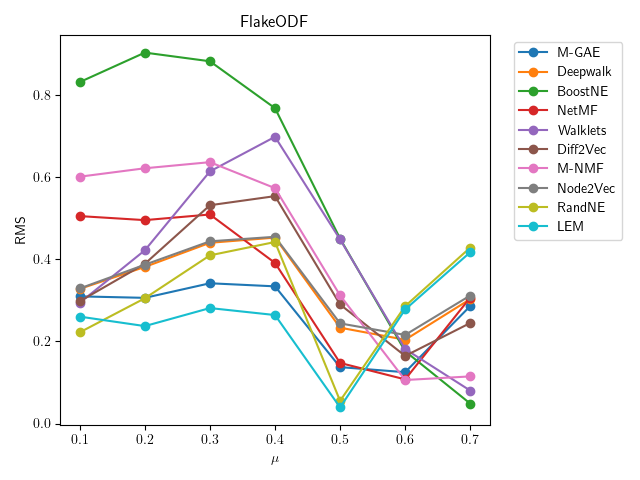 FlakeODF
RMS
0.8
0.6
0.4
0.2
0.0
0.1 0.2 0.3 0.4 0.5 0.6 0.7
μ
M-GAE
Deepwalk
BoostNE
NetMF
Walklets
Diff2Vec
M-NMF
Node2Vec
RandNE
LEM